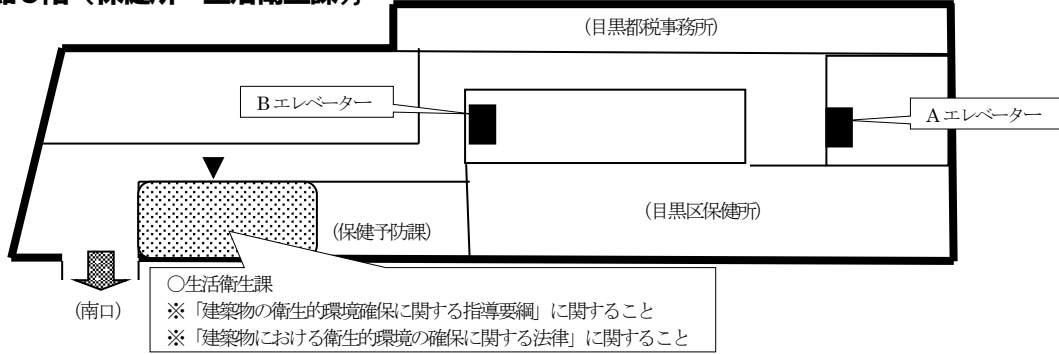 （保健所 生活衛生課）
（目黒都税事務所）
Bエレベーター
Aエレベーター
（目黒区保健所）
（保健予防課）
（南口）
○生活衛生課
※「建築物の衛生的環境確保に関する指導要綱」に関すること
※「建築物における衛生的環境の確保に関する法律」に関すること